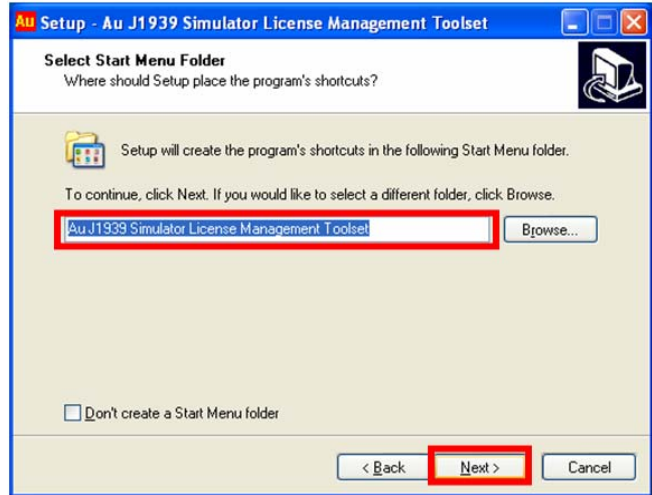 Au Setup - Au J1939 Simulator License Management Toolset
Select Start Menu Folder
Where should Setup place the program's shortcuts?
Setup will create the program's shortcuts in the following Start Menu folder.
To continue, click Next. If you would like to select a different folder, click Browse.
Au J1939 Simulator License Management Toolset
Browse...
Don't create a Start Menu folder
< Back Next > Cancel